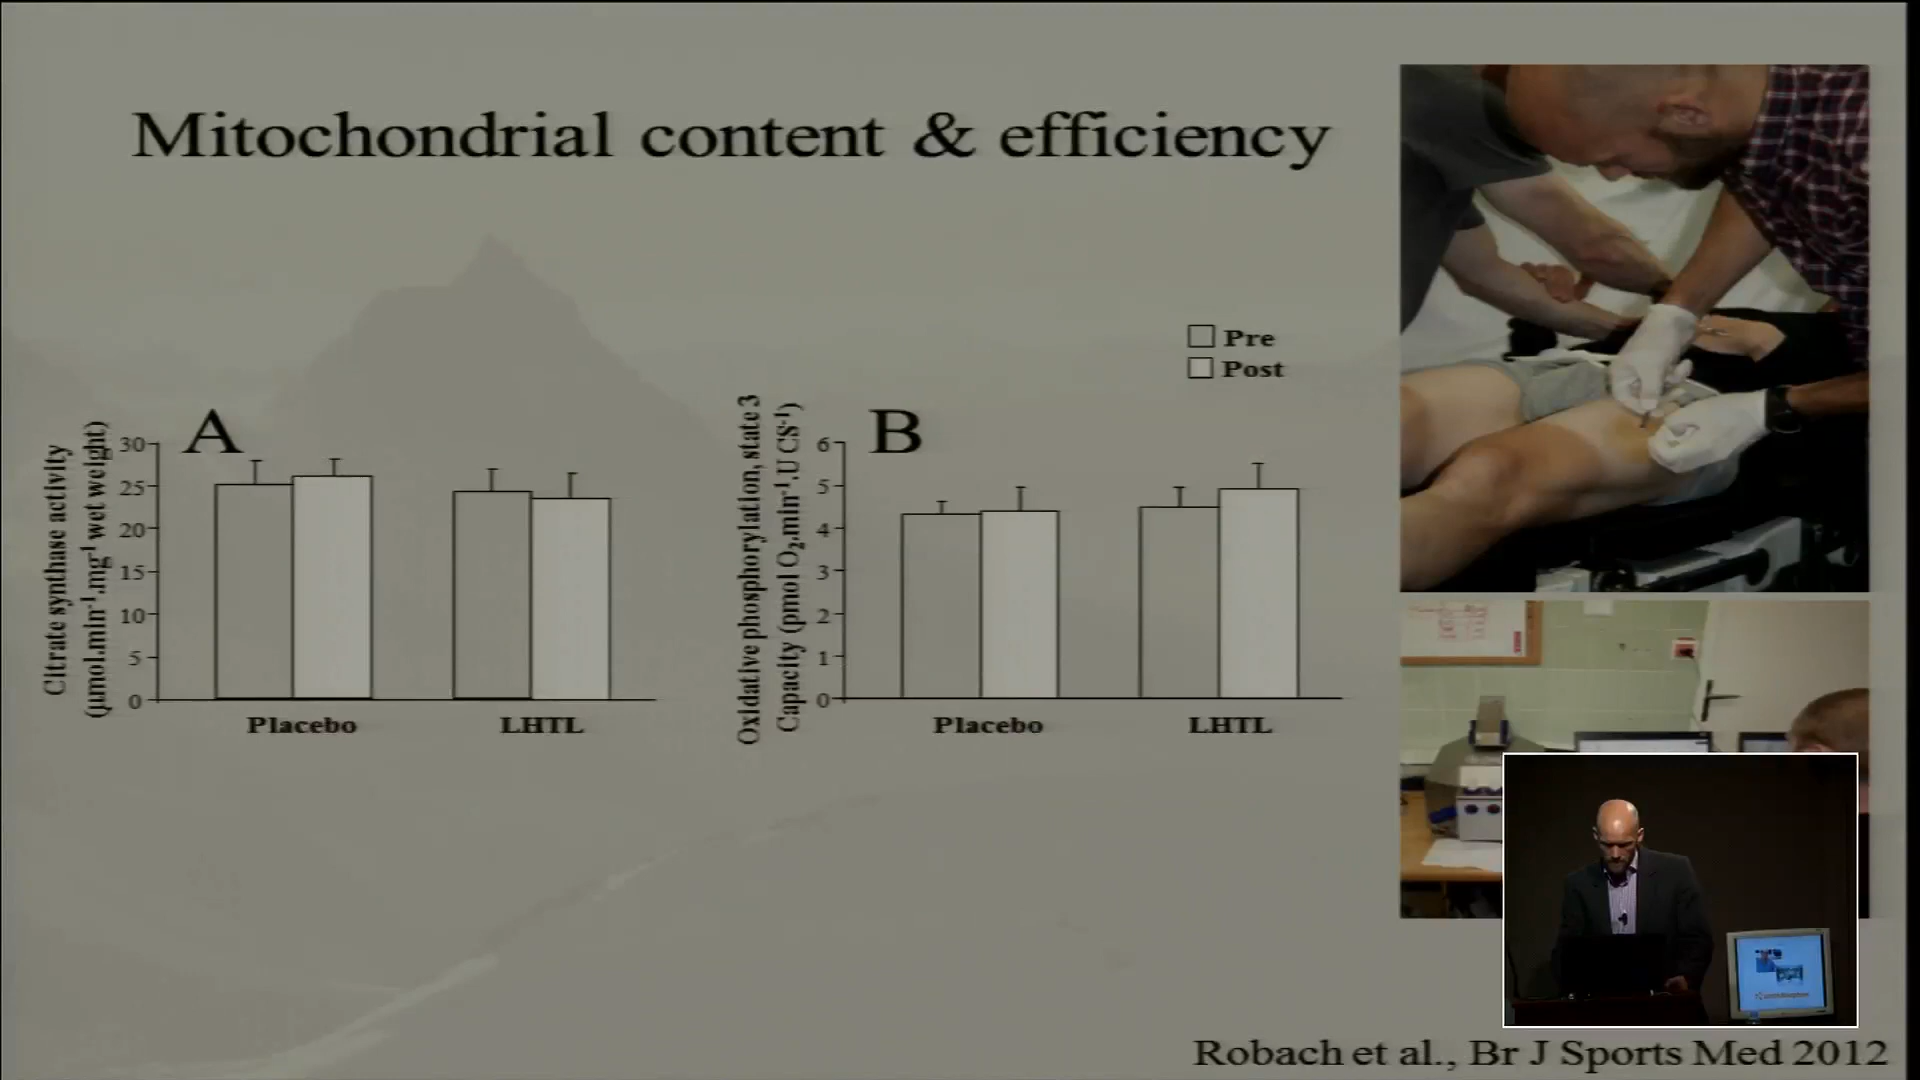 Mitochondrial content & efficiency
Pre
Post
A
Citrate synthase activity
(µmol.min⁻¹.mg⁻¹ wet weight)
30
25
20
15
10
5
0
Placebo
LHTL
B
Oxidative phosphorylation, state 3
Capacity (pmol O₂.min⁻¹.U CS⁻¹)
6
5
4
3
2
1
0
Placebo
LHTL
Robach et al., Br J Sports Med 2012